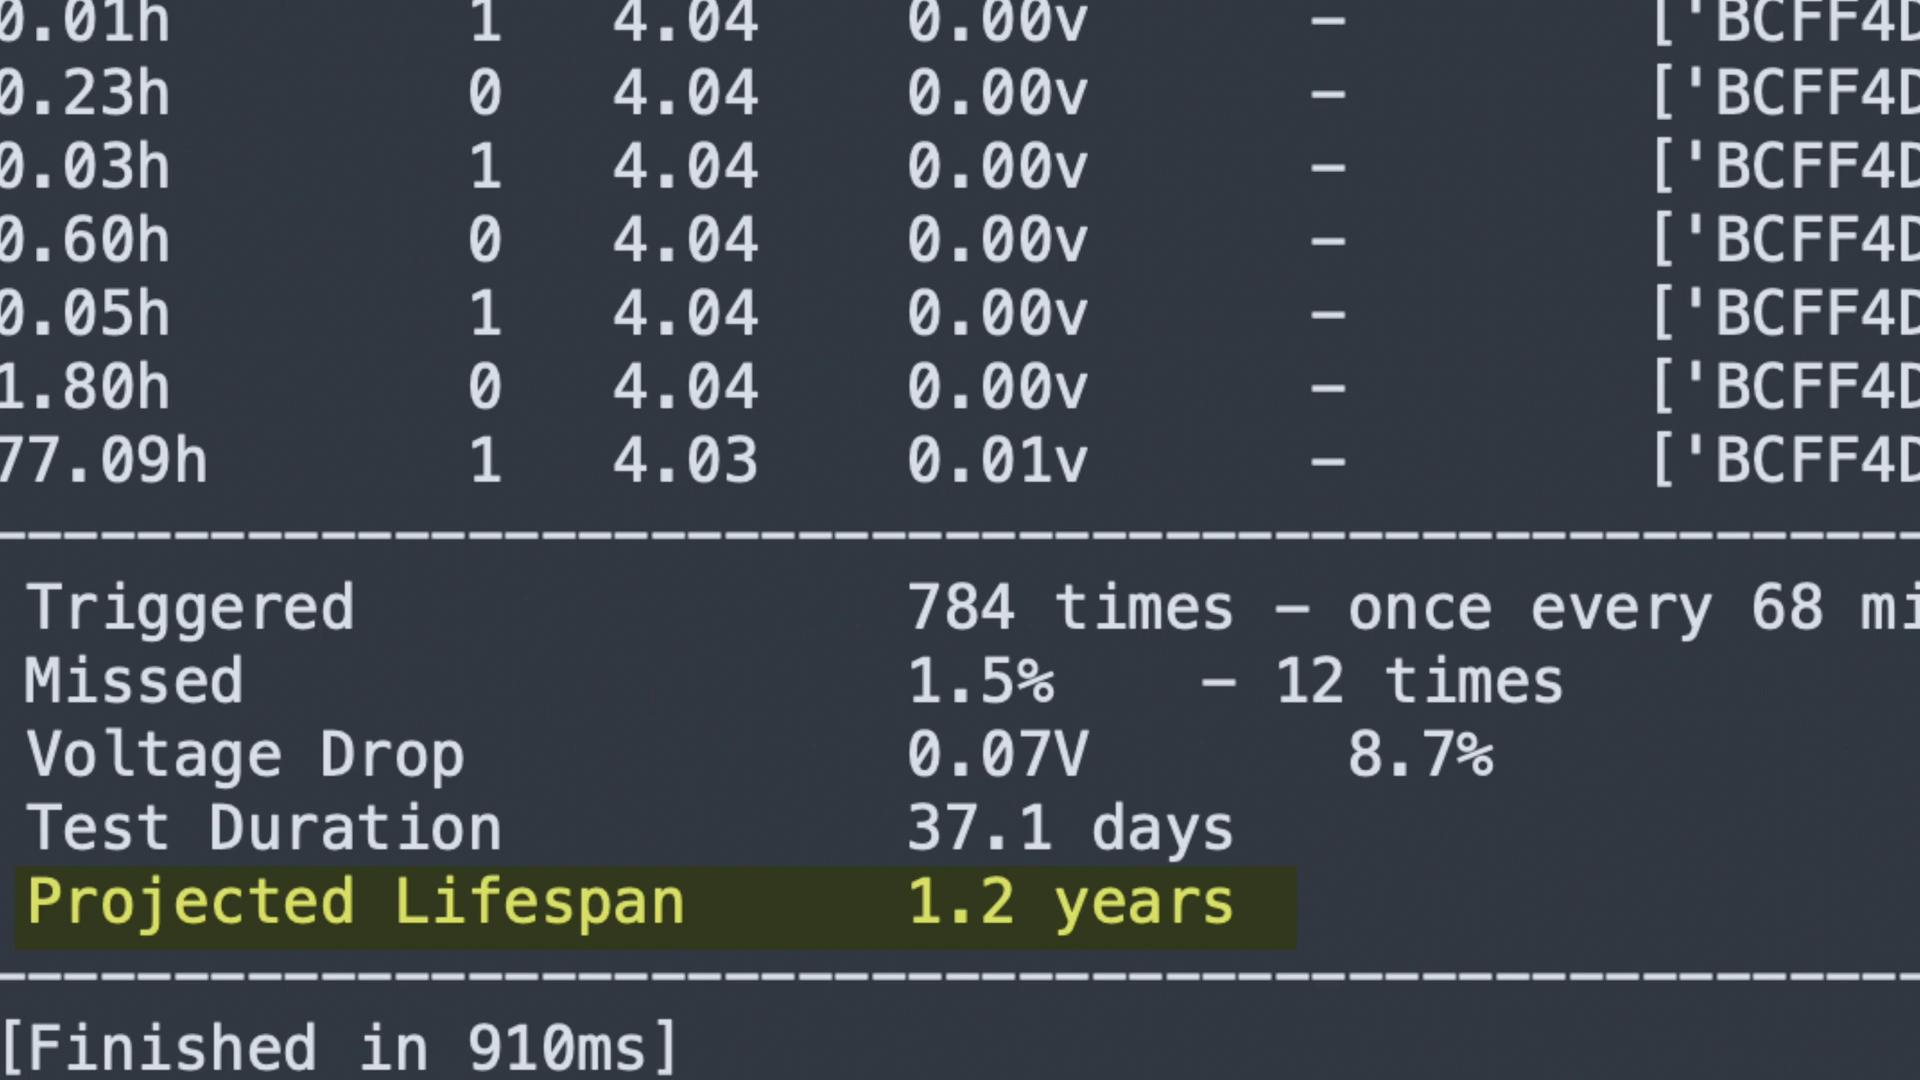 0.01h 1 4.04 0.00v – ['BCFF4D
0.23h 0 4.04 0.00v – ['BCFF4D
0.03h 1 4.04 0.00v – ['BCFF4D
0.60h 0 4.04 0.00v – ['BCFF4D
0.05h 1 4.04 0.00v – ['BCFF4D
1.80h 0 4.04 0.00v – ['BCFF4D
77.09h 1 4.03 0.01v – ['BCFF4D
Triggered 784 times – once every 68 mi
Missed 1.5% – 12 times
Voltage Drop 0.07V 8.7%
Test Duration 37.1 days
Projected Lifespan 1.2 years
[Finished in 910ms]